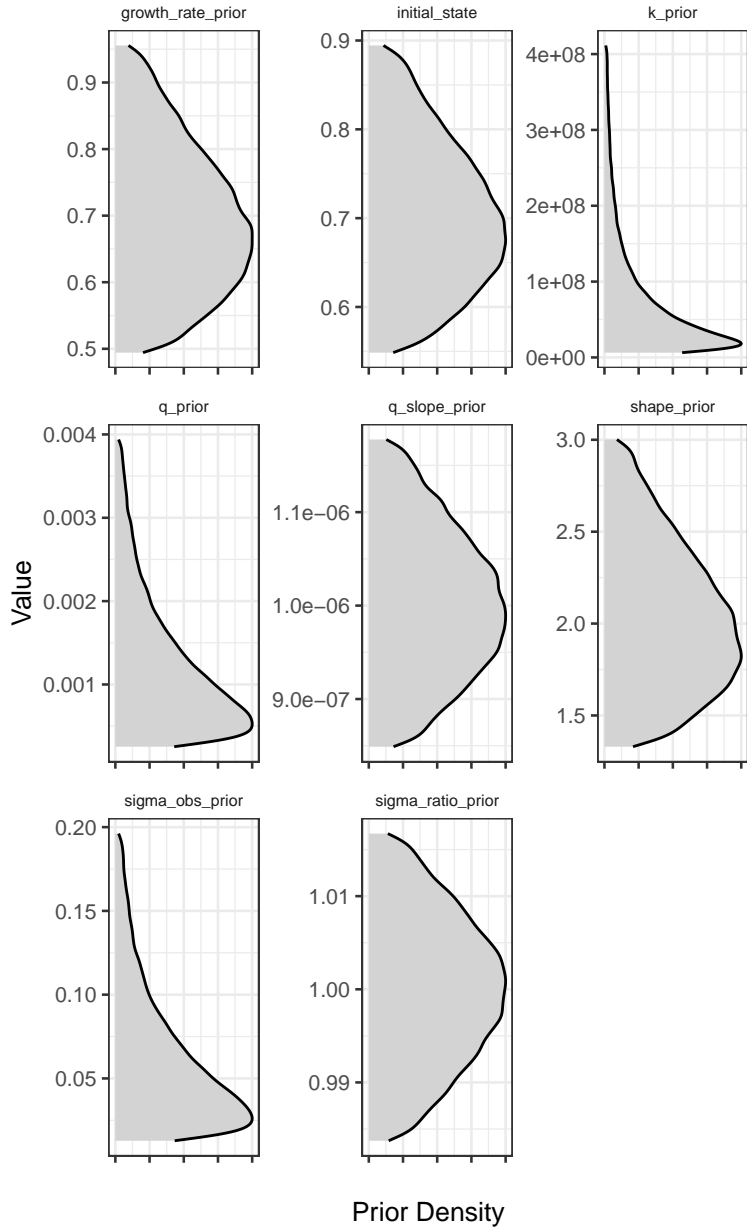 growth_rate_prior
initial_state
k_prior
0.9
0.8
0.7
0.6
0.5
0.9
0.8
0.7
0.6
4e+08
3e+08
2e+08
1e+08
0e+00
q_prior
q_slope_prior
shape_prior
Value
0.004
0.003
0.002
0.001
1.1e−06
1.0e−06
9.0e−07
3.0
2.5
2.0
1.5
sigma_obs_prior
sigma_ratio_prior
0.20
0.15
0.10
0.05
1.01
1.00
0.99
Prior Density